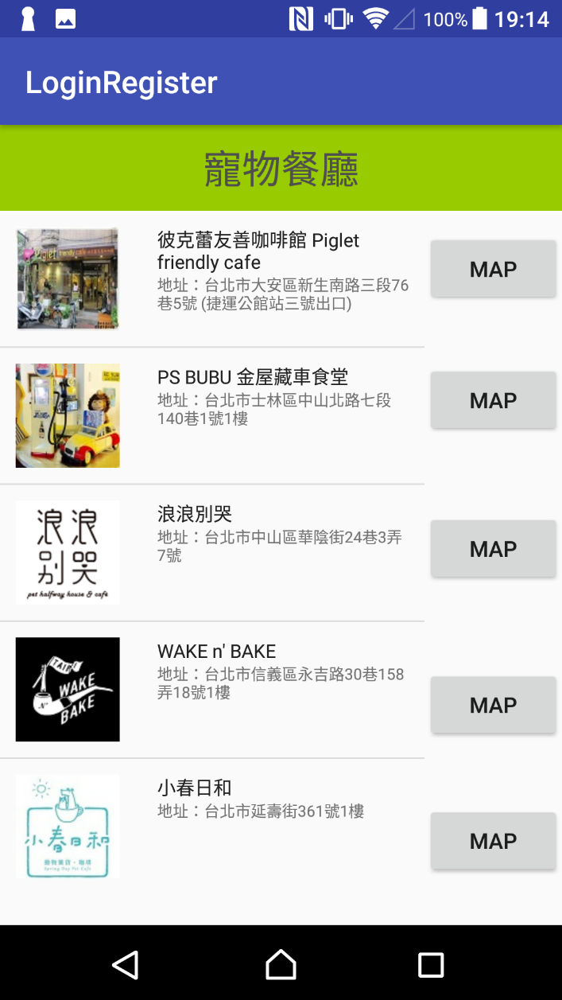 100% 19:14
LoginRegister
寵物餐廳
Piglet friendly cafe
彼克蕾友善咖啡館 Piglet
friendly cafe
地址：台北市大安區新生南路三段76
巷5號 (捷運公館站三號出口)
MAP
PS BUBU 金屋藏車食堂
地址：台北市士林區中山北路七段
140巷1號1樓
MAP
浪浪
別哭
pet halfway house & café
浪浪別哭
地址：台北市中山區華陰街24巷3弄
7號
MAP
TAIPEI
WAKE
N'
BAKE
WAKE n' BAKE
地址：台北市信義區永吉路30巷158
弄18號1樓
MAP
小春日和
寵物雜貨・咖啡
Spring Day Pet Cafe
小春日和
地址：台北市延壽街361號1樓
MAP